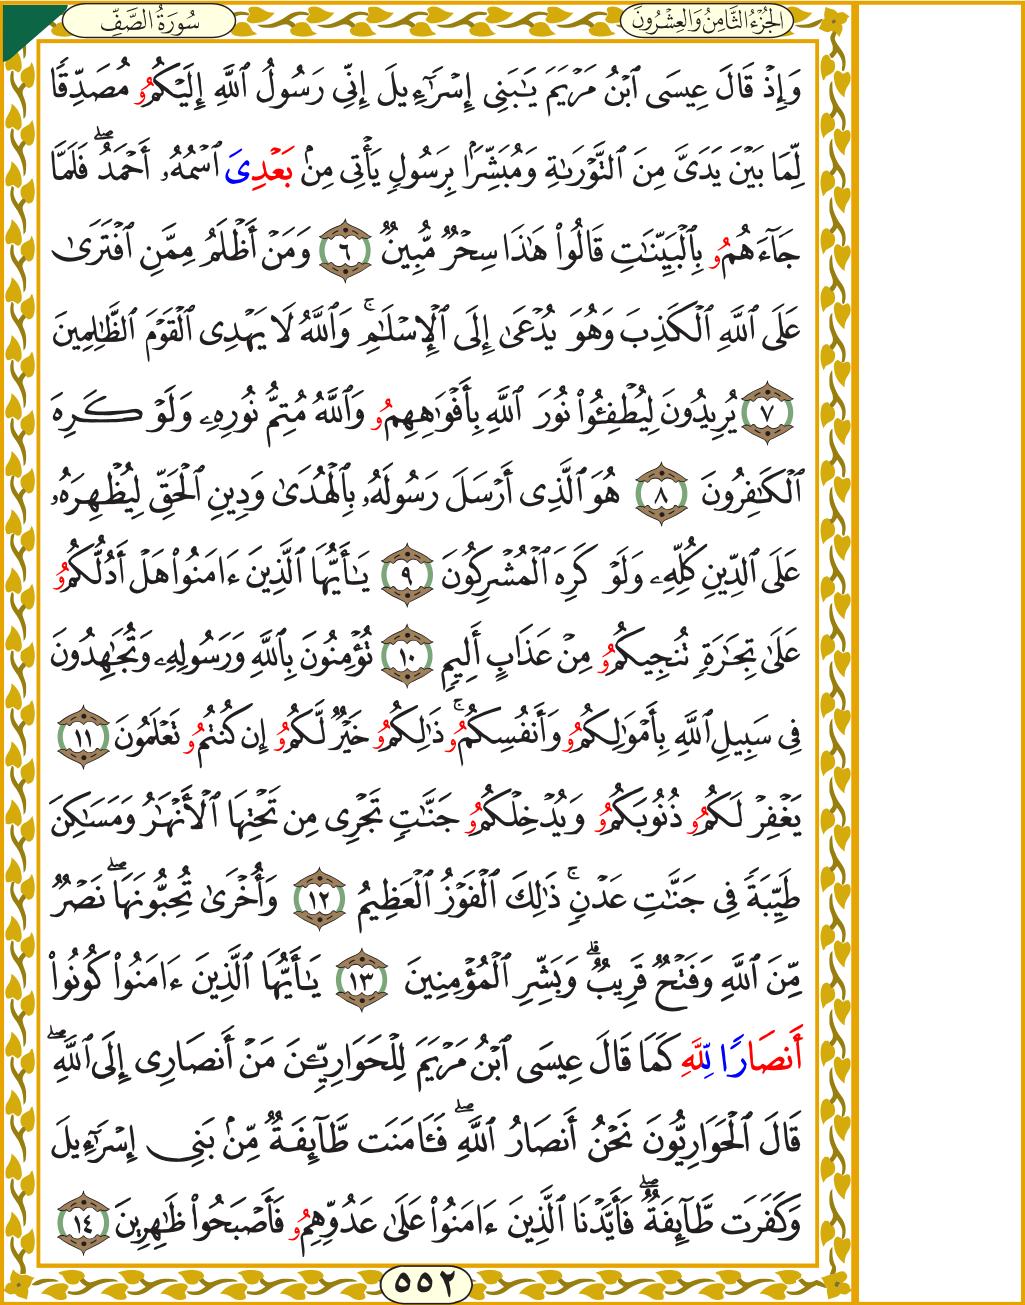 سُورَةُ الصَّفِّ
الجُزْءُ الثَّامِنُ وَالعِشْرُونَ
وَإِذْ قَالَ عِيسَى ٱبْنُ مَرْيَمَ يَـٰبَنِىٓ إِسْرَٰٓءِيلَ إِنِّى رَسُولُ ٱللَّهِ إِلَيْكُمُو مُصَدِّقًا
لِّمَا بَيْنَ يَدَىَّ مِنَ ٱلتَّوْرَىٰةِ وَمُبَشِّرًۢا بِرَسُولٍ يَأْتِى مِنۢ بَعْدِىَ ٱسْمُهُۥٓ أَحْمَدُ ۖ فَلَمَّا
جَآءَهُمُو بِٱلْبَيِّنَـٰتِ قَالُوا۟ هَـٰذَا سِحْرٌ مُّبِينٌ ٦ وَمَنْ أَظْلَمُ مِمَّنِ ٱفْتَرَىٰ
عَلَى ٱللَّهِ ٱلْكَذِبَ وَهُوَ يُدْعَىٰٓ إِلَى ٱلْإِسْلَـٰمِ ۚ وَٱللَّهُ لَا يَهْدِى ٱلْقَوْمَ ٱلظَّـٰلِمِينَ
٧ يُرِيدُونَ لِيُطْفِـُٔوا۟ نُورَ ٱللَّهِ بِأَفْوَٰهِهِمُو وَٱللَّهُ مُتِمُّ نُورِهِۦ وَلَوْ كَرِهَ
ٱلْكَـٰفِرُونَ ٨ هُوَ ٱلَّذِىٓ أَرْسَلَ رَسُولَهُۥ بِٱلْهُدَىٰ وَدِينِ ٱلْحَقِّ لِيُظْهِرَهُۥ
عَلَى ٱلدِّينِ كُلِّهِۦ وَلَوْ كَرِهَ ٱلْمُشْرِكُونَ ٩ يَـٰٓأَيُّهَا ٱلَّذِينَ ءَامَنُوا۟ هَلْ أَدُلُّكُمُو
عَلَىٰ تِجَـٰرَةٍ تُنجِيكُمُو مِنْ عَذَابٍ أَلِيمٍ ١٠ تُؤْمِنُونَ بِٱللَّهِ وَرَسُولِهِۦ وَتُجَـٰهِدُونَ
فِى سَبِيلِ ٱللَّهِ بِأَمْوَٰلِكُمُو وَأَنفُسِكُمُو ۚ ذَٰلِكُمُو خَيْرٌ لَّكُمُو إِن كُنتُمُو تَعْلَمُونَ ١١
يَغْفِرْ لَكُمُو ذُنُوبَكُمُو وَيُدْخِلْكُمُو جَنَّـٰتٍ تَجْرِى مِن تَحْتِهَا ٱلْأَنْهَـٰرُ وَمَسَـٰكِنَ
طَيِّبَةً فِى جَنَّـٰتِ عَدْنٍ ۚ ذَٰلِكَ ٱلْفَوْزُ ٱلْعَظِيمُ ١٢ وَأُخْرَىٰ تُحِبُّونَهَا ۖ نَصْرٌ
مِّنَ ٱللَّهِ وَفَتْحٌ قَرِيبٌ ۗ وَبَشِّرِ ٱلْمُؤْمِنِينَ ١٣ يَـٰٓأَيُّهَا ٱلَّذِينَ ءَامَنُوا۟ كُونُوٓا۟
أَنصَارًا لِّلَّهِ كَمَا قَالَ عِيسَى ٱبْنُ مَرْيَمَ لِلْحَوَارِيِّـۧنَ مَنْ أَنصَارِىٓ إِلَى ٱللَّهِ ۖ
قَالَ ٱلْحَوَارِيُّونَ نَحْنُ أَنصَارُ ٱللَّهِ ۖ فَـَٔامَنَت طَّآئِفَةٌ مِّنۢ بَنِىٓ إِسْرَٰٓءِيلَ
وَكَفَرَت طَّآئِفَةٌ ۖ فَأَيَّدْنَا ٱلَّذِينَ ءَامَنُوا۟ عَلَىٰ عَدُوِّهِمُو فَأَصْبَحُوا۟ ظَـٰهِرِينَ ١٤
٥٥٢